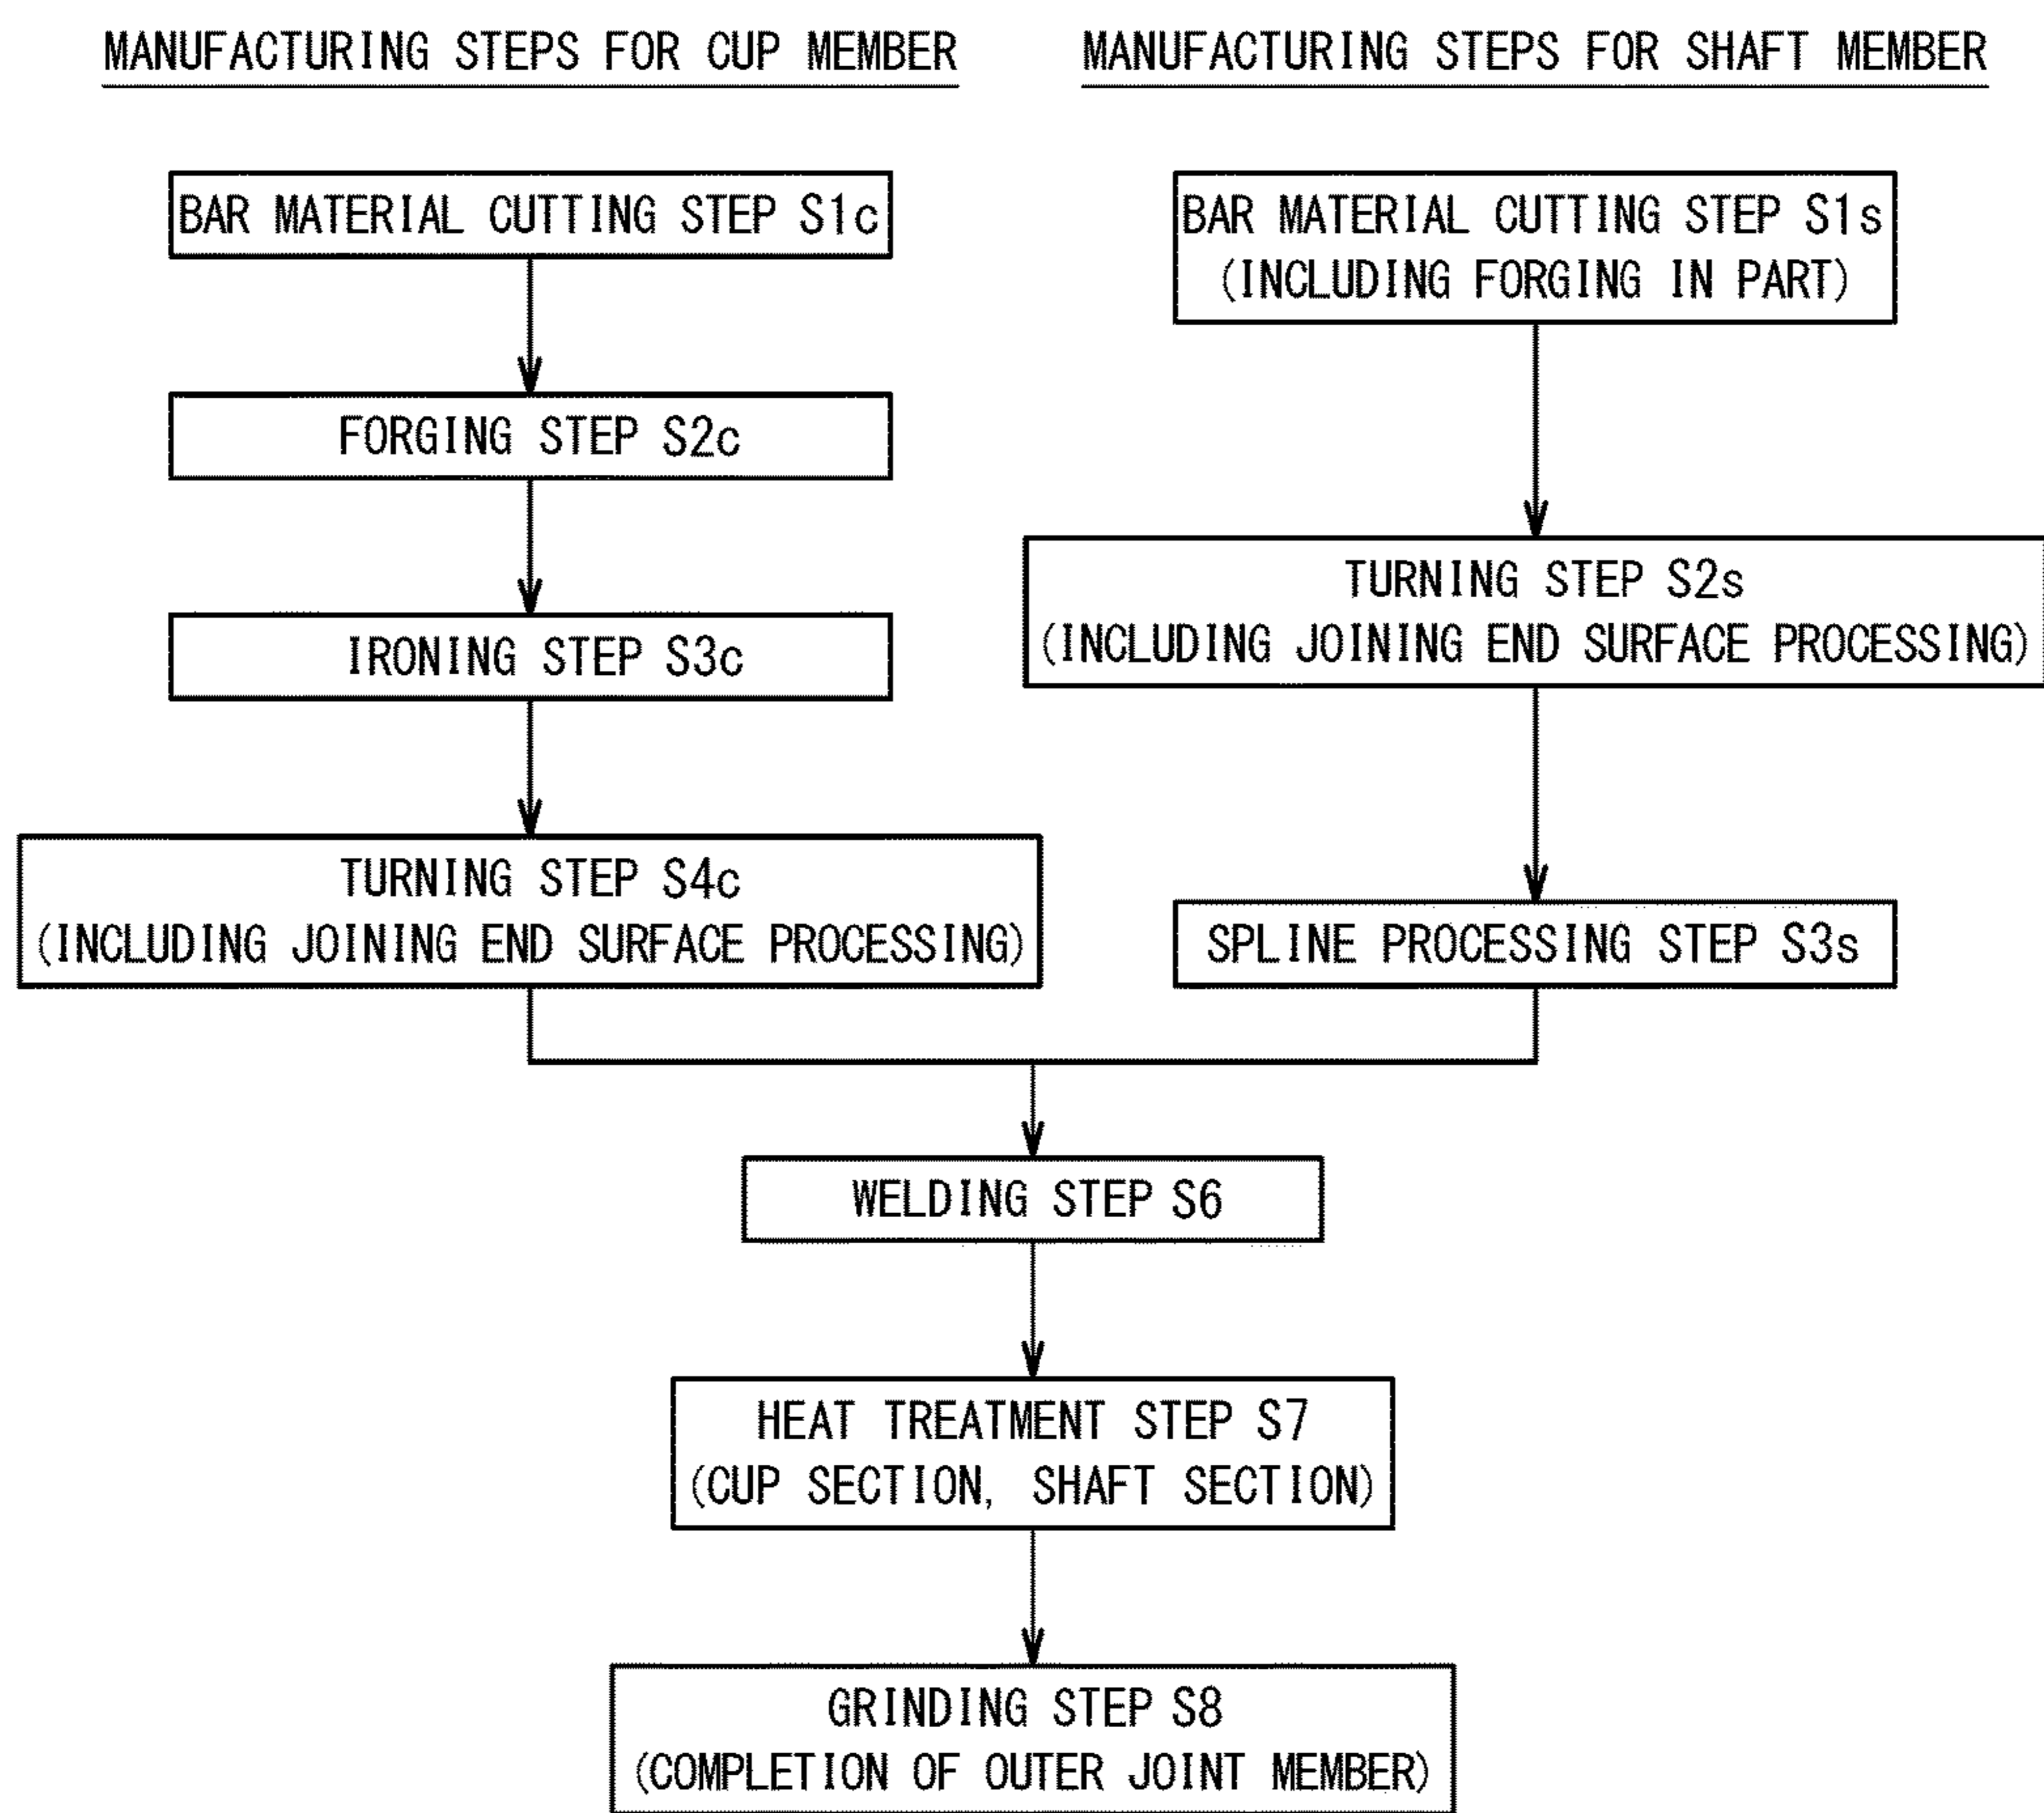 MANUFACTURING STEPS FOR CUP MEMBER
MANUFACTURING STEPS FOR SHAFT MEMBER
BAR MATERIAL CUTTING STEP S1c
FORGING STEP S2c
IRONING STEP S3c
TURNING STEP S4c
(INCLUDING JOINING END SURFACE PROCESSING)
BAR MATERIAL CUTTING STEP S1s
(INCLUDING FORGING IN PART)
TURNING STEP S2s
(INCLUDING JOINING END SURFACE PROCESSING)
SPLINE PROCESSING STEP S3s
WELDING STEP S6
HEAT TREATMENT STEP S7
(CUP SECTION, SHAFT SECTION)
GRINDING STEP S8
(COMPLETION OF OUTER JOINT MEMBER)